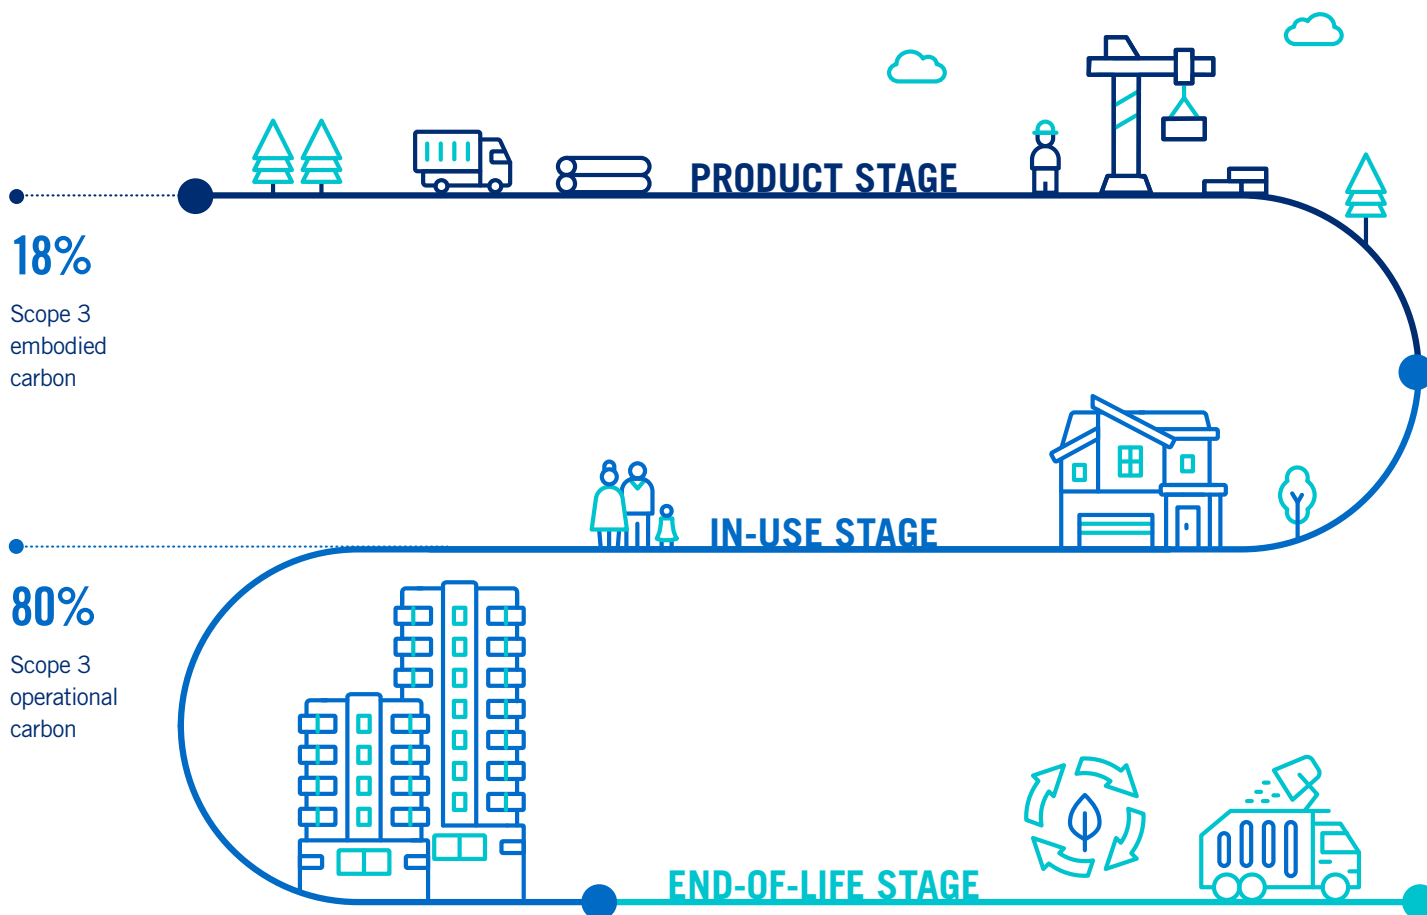 PRODUCT STAGE
18%
Scope 3
embodied
carbon
IN-USE STAGE
80%
Scope 3
operational
carbon
END-OF-LIFE STAGE